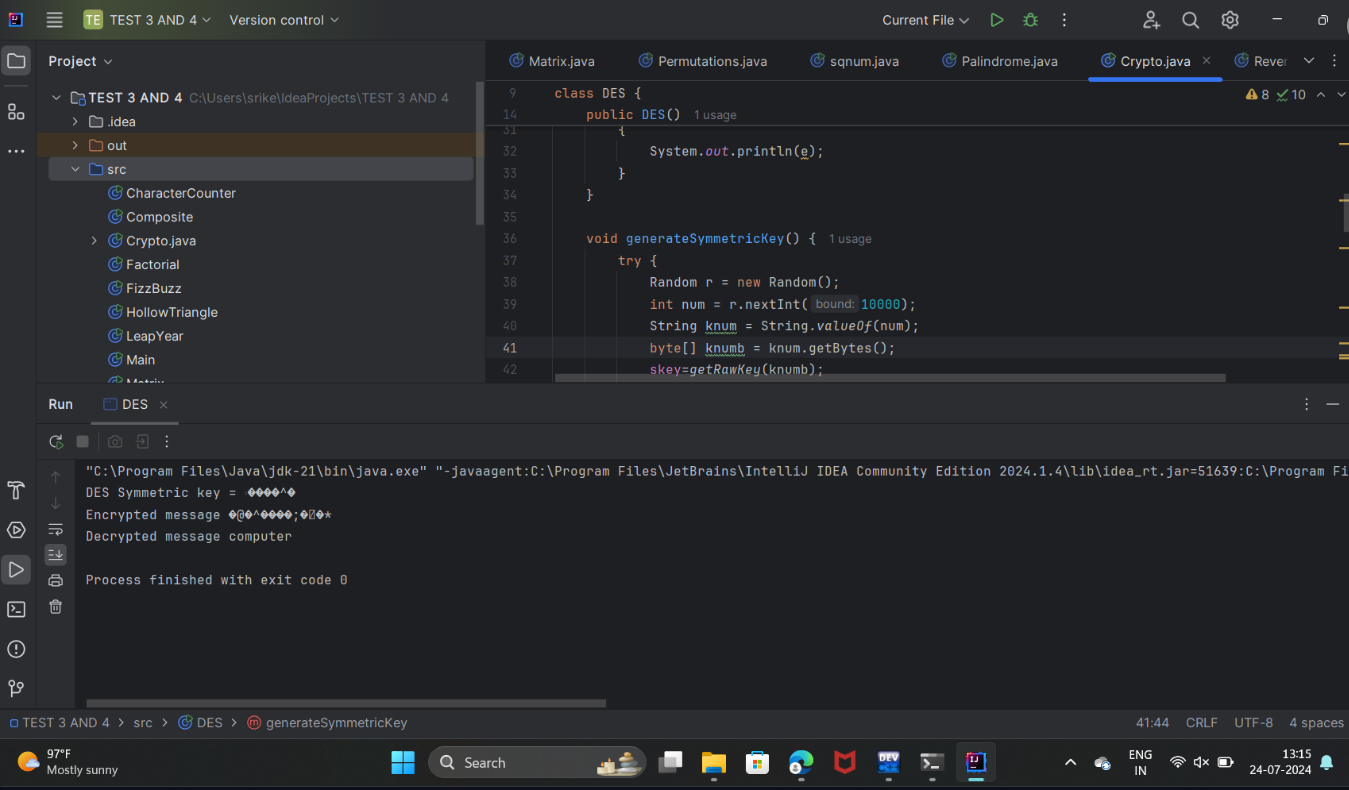 TE TEST 3 AND 4 Version control Current File
Project
TEST 3 AND 4 C:\Users\srike\IdeaProjects\TEST 3 AND 4
.idea
out
src
CharacterCounter
Composite
Crypto.java
Factorial
FizzBuzz
HollowTriangle
LeapYear
Main
Matrix
Matrix.java Permutations.java sqnum.java Palindrome.java Crypto.java Rever
9 class DES {
8 10
14 public DES() 1 usage
31 {
32 System.out.println(e);
33 }
34 }
35
36 void generateSymmetricKey() { 1 usage
37 try {
38 Random r = new Random();
39 int num = r.nextInt( bound: 10000);
40 String knum = String.valueOf(num);
41 byte[] knumb = knum.getBytes();
42 skey=getRawKey(knumb);
Run DES
"C:\Program Files\Java\jdk-21\bin\java.exe" "-javaagent:C:\Program Files\JetBrains\IntelliJ IDEA Community Edition 2024.1.4\lib\idea_rt.jar=51639:C:\Program Fi
DES Symmetric key = ����^�
Encrypted message �@�^����;��*
Decrypted message computer
Process finished with exit code 0
TEST 3 AND 4 > src > DES > generateSymmetricKey 41:44 CRLF UTF-8 4 spaces
97°F
Mostly sunny
Search
DEV
C++
IJ
ENG
IN
13:15
24-07-2024